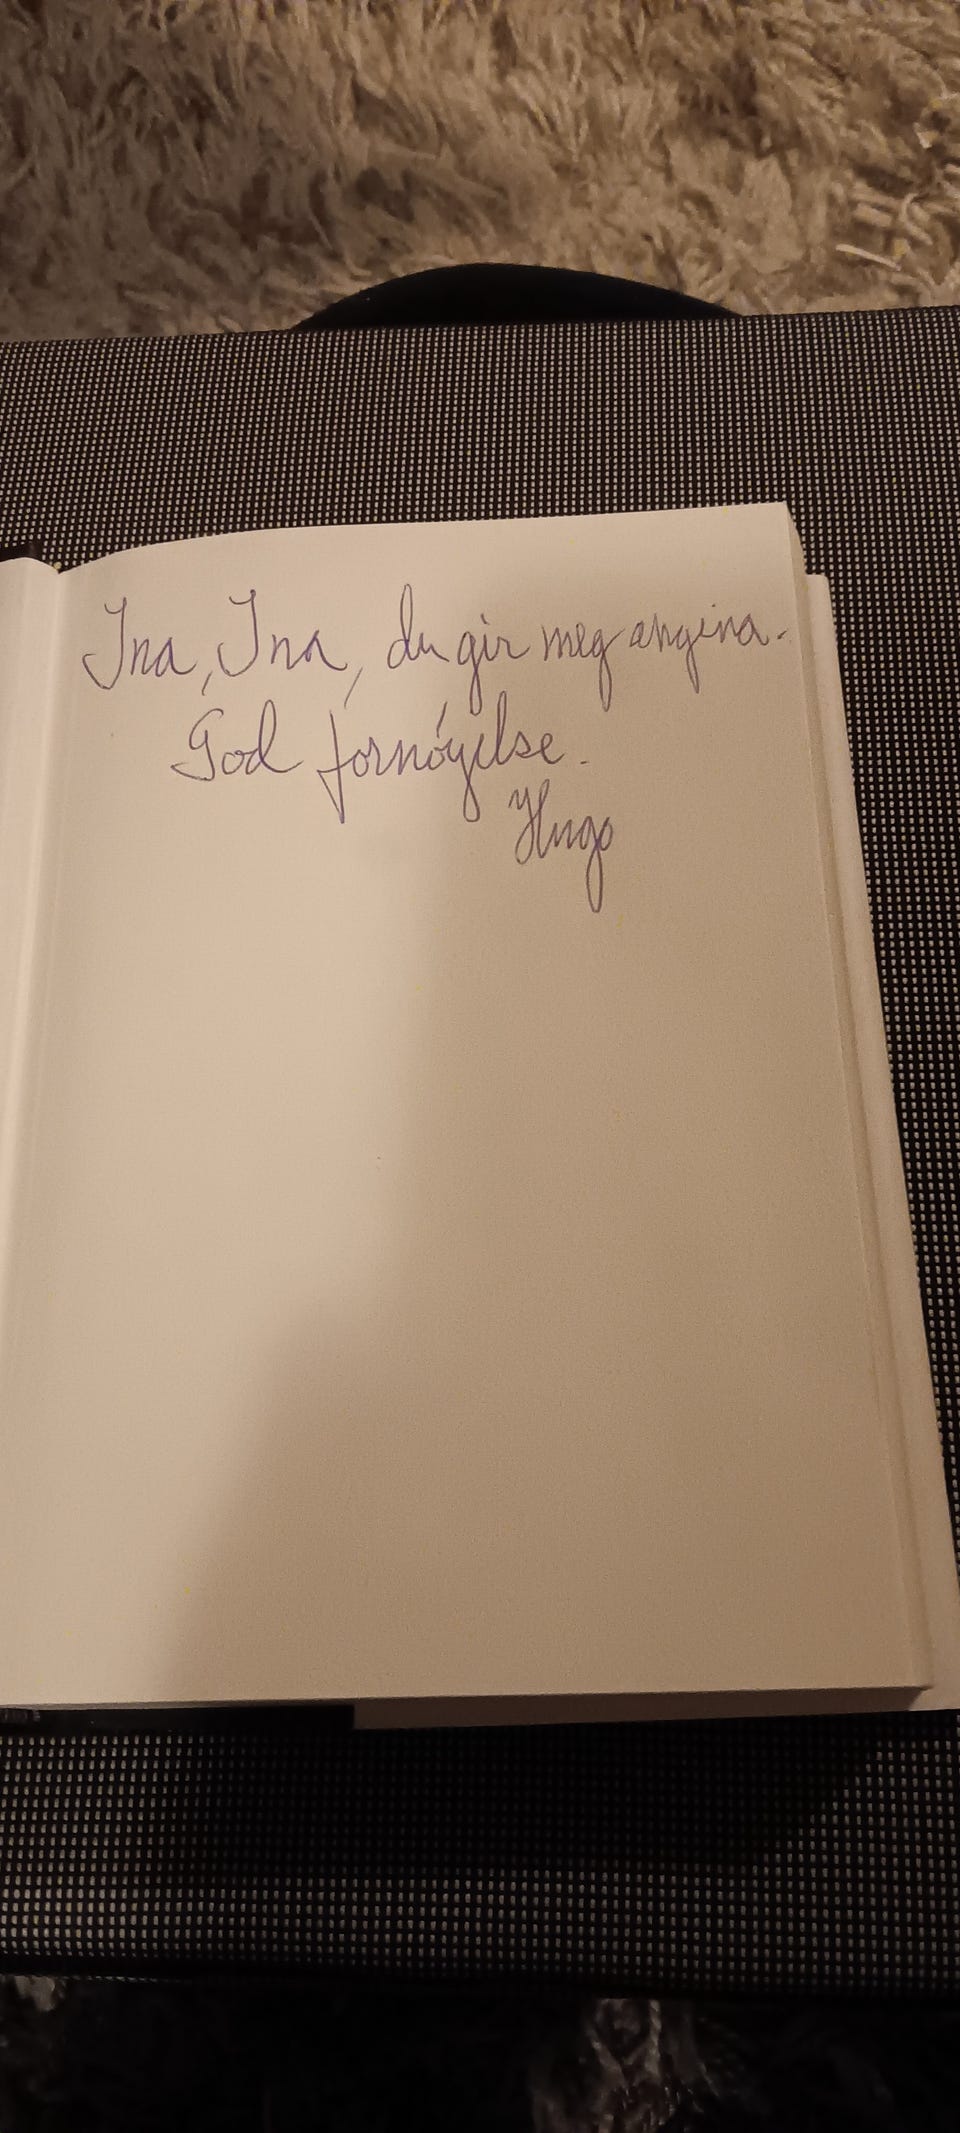 Ina, Ina, du gir meg angina.
God fornøyelse.
Hugo